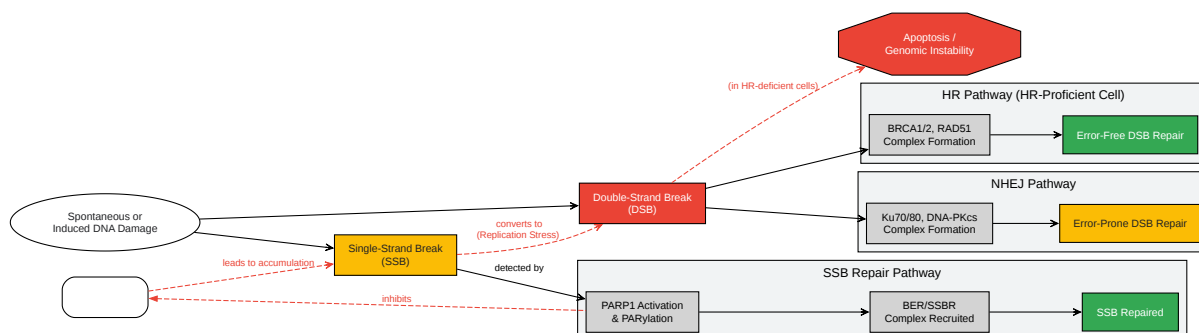 Apoptosis /
Genomic Instability
(in HR-deficient cells)
HR Pathway (HR-Proficient Cell)
BRCA1/2, RAD51
Complex Formation
Error-Free DSB Repair
Double-Strand Break
(DSB)
NHEJ Pathway
Ku70/80, DNA-PKcs
Complex Formation
Error-Prone DSB Repair
Spontaneous or
Induced DNA Damage
converts to
(Replication Stress)
Single-Strand Break
(SSB)
leads to accumulation
detected by
SSB Repair Pathway
inhibits
PARP1 Activation
& PARylation
BER/SSBR
Complex Recruited
SSB Repaired